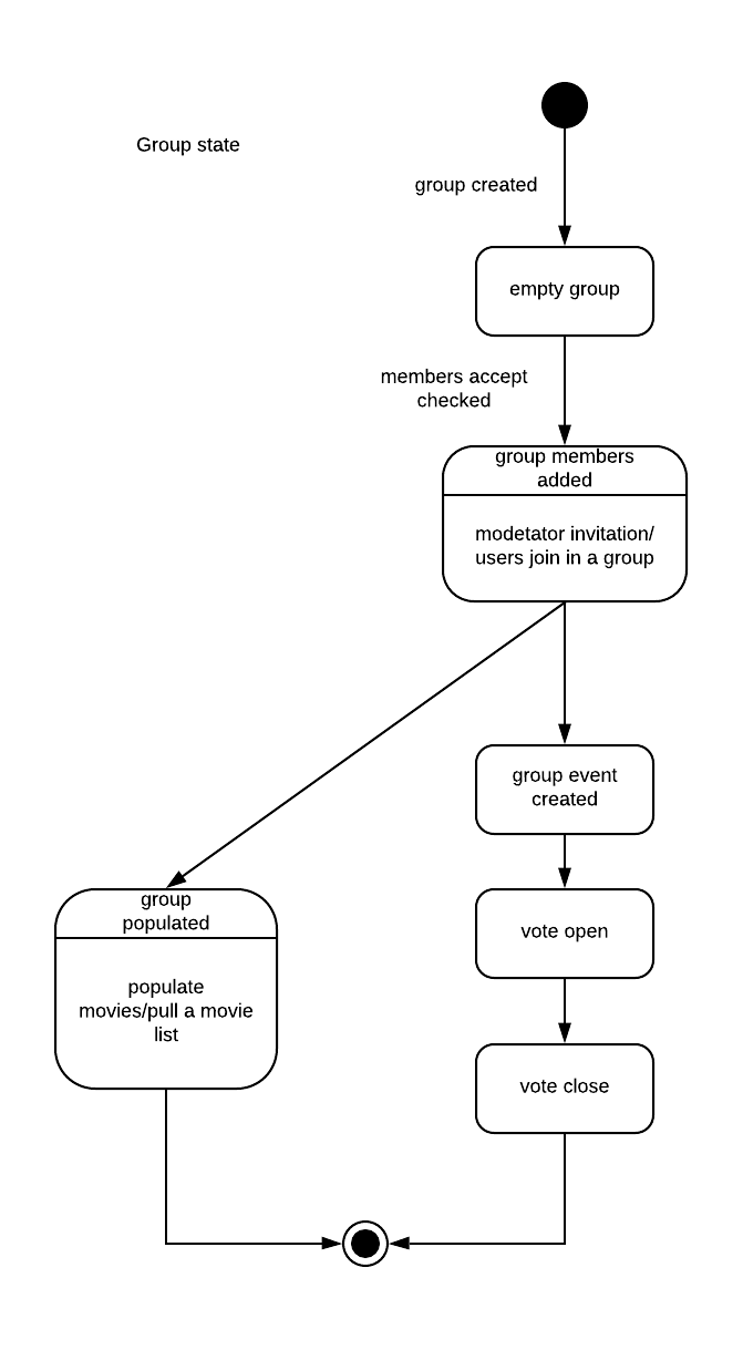 Group state
group created
empty group
members accept
checked
group members
added
modetator invitation/
users join in a group
group event
created
group
populated
vote open
populate
movies/pull a movie
list
vote close